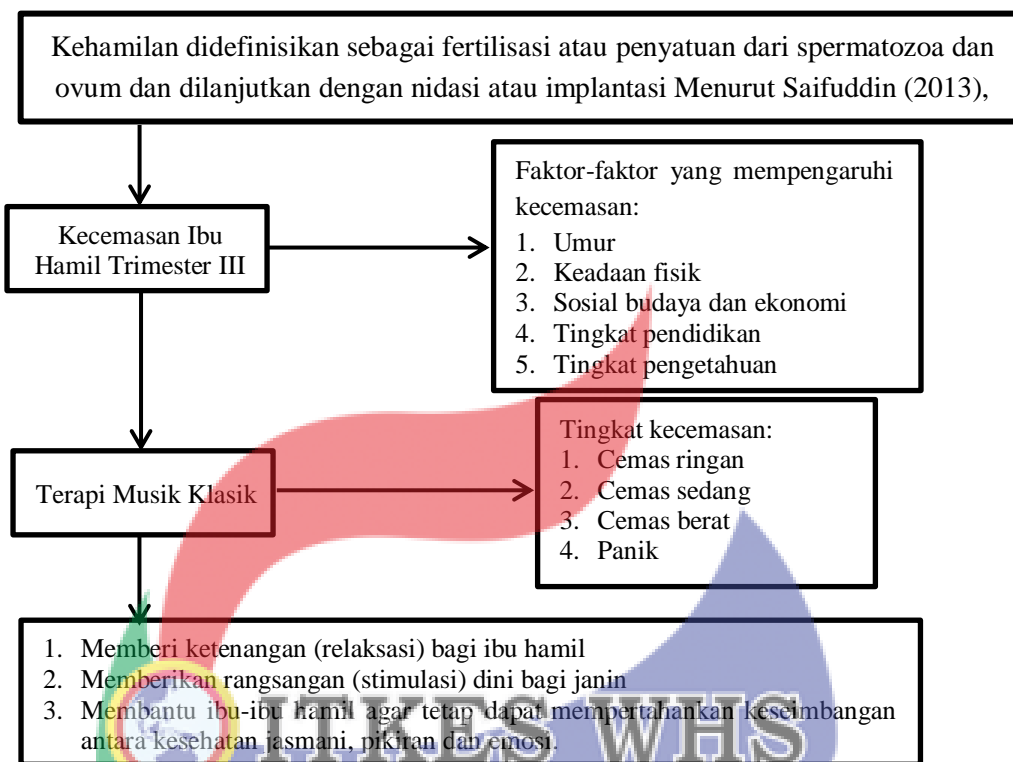 Kehamilan didefinisikan sebagai fertilisasi atau penyatuan dari spermatozoa dan
ovum dan dilanjutkan dengan nidasi atau implantasi Menurut Saifuddin (2013),
Kecemasan Ibu
Hamil Trimester III
Faktor-faktor yang mempengaruhi
kecemasan:
1. Umur
2. Keadaan fisik
3. Sosial budaya dan ekonomi
4. Tingkat pendidikan
5. Tingkat pengetahuan
Terapi Musik Klasik
Tingkat kecemasan:
1. Cemas ringan
2. Cemas sedang
3. Cemas berat
4. Panik
1. Memberi ketenangan (relaksasi) bagi ibu hamil
2. Memberikan rangsangan (stimulasi) dini bagi janin
3. Membantu ibu-ibu hamil agar tetap dapat mempertahankan keseimbangan
antara kesehatan jasmani, pikiran dan emosi.
ITKES WHS